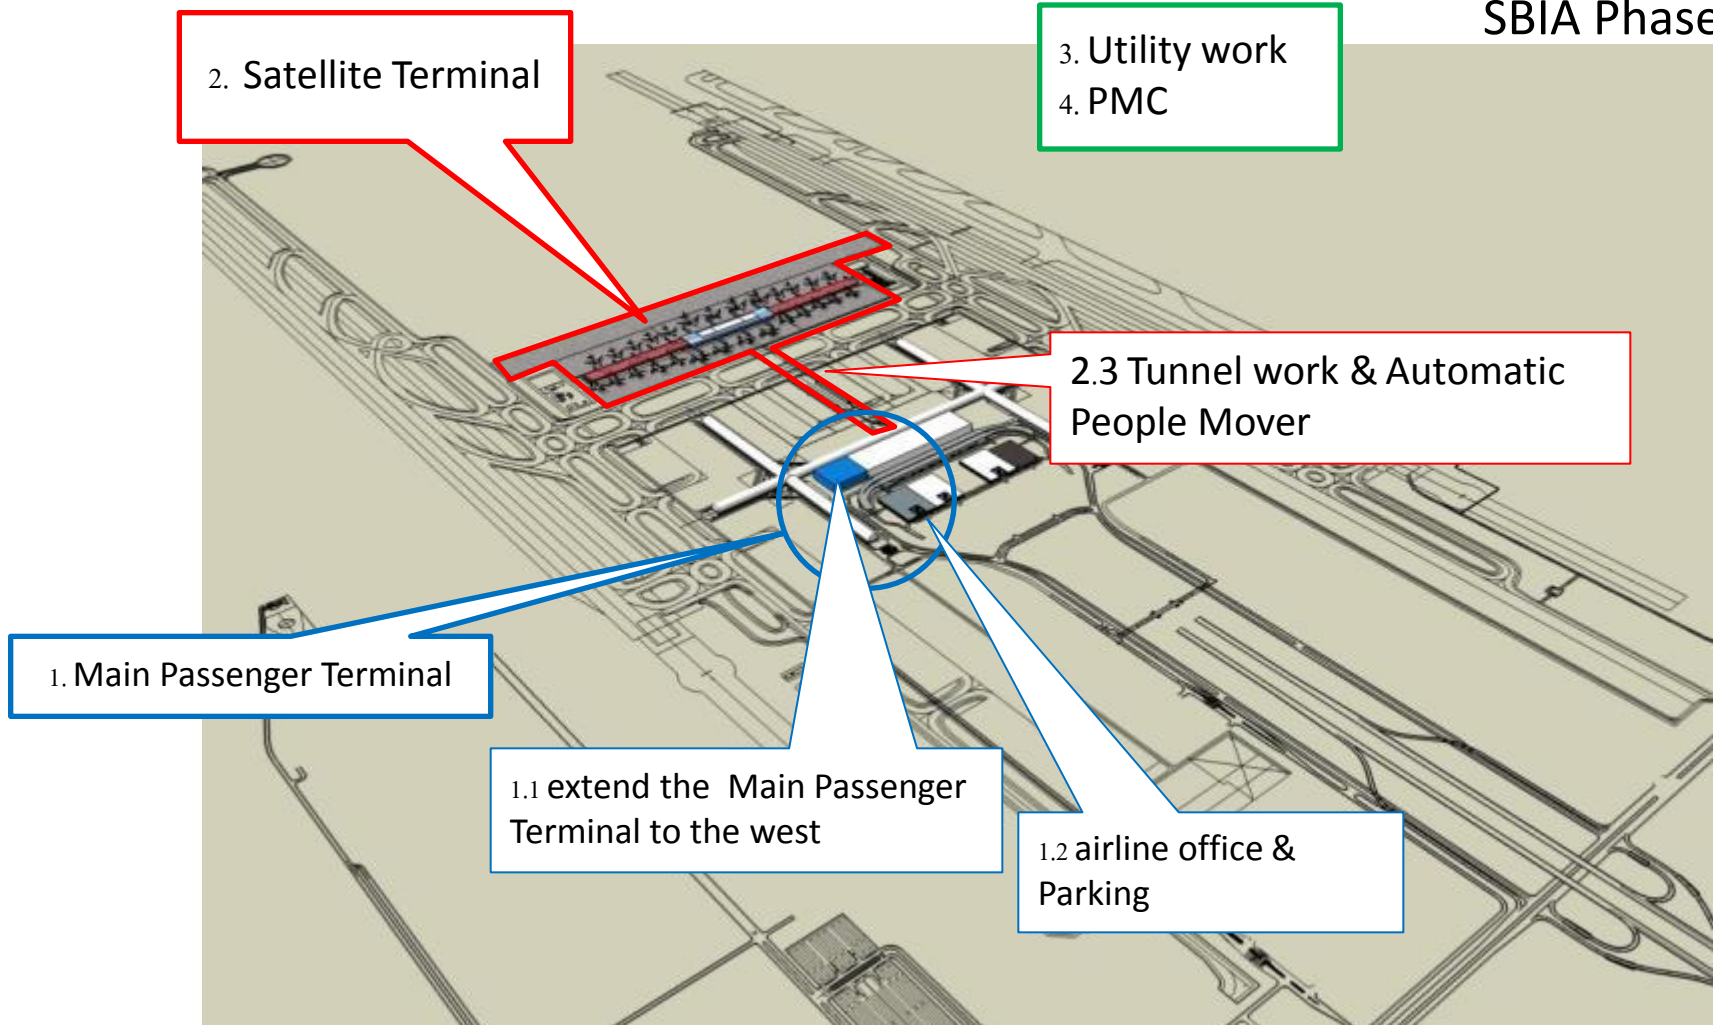 SBIA Phase
2. Satellite Terminal
3. Utility work
4. PMC
2.3 Tunnel work & Automatic
People Mover
1. Main Passenger Terminal
1.1 extend the Main Passenger
Terminal to the west
1.2 airline office &
Parking